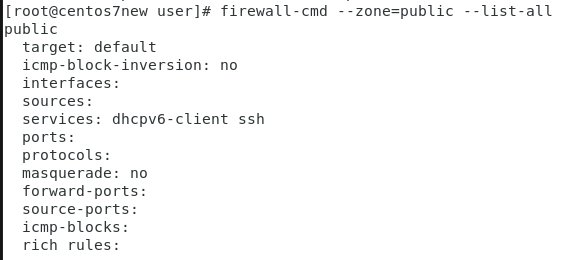 [root@centos7new user]# firewall-cmd --zone=public --list-all
public
  target: default
  icmp-block-inversion: no
  interfaces:
  sources:
  services: dhcpv6-client ssh
  ports:
  protocols:
  masquerade: no
  forward-ports:
  source-ports:
  icmp-blocks:
  rich rules: